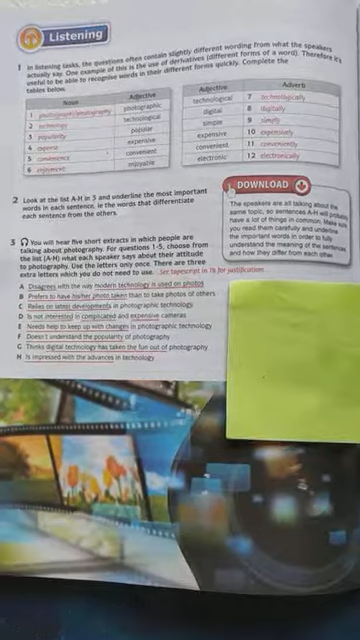 Listening
1 In listening tasks, the questions often contain slightly different wording from what the speakers
actually say. One example of this is the use of derivatives (different forms of a word). Therefore it's
useful to be able to recognise words in their different forms quickly. Complete the
tables below.
Noun Adjective
1 photograph/photography photographic
2 technology technological
3 popularity popular
4 expense expensive
5 convenience convenient
6 enjoyment enjoyable
Adjective Adverb
technological 7 technologically
digital 8 digitally
simple 9 simply
expensive 10 expensively
convenient 11 conveniently
electronic 12 electronically
2 Look at the list A-H in 3 and underline the most important
words in each sentence, ie the words that differentiate
each sentence from the others.
DOWNLOAD
The speakers are all talking about the
same topic, so sentences A-H will probably
have a lot of things in common. Make sure
you read them carefully and underline
the important words in order to fully
understand the meaning of the sentences
and how they differ from each other.
3 You will hear five short extracts in which people are
talking about photography. For questions 1-5, choose from
the list (A-H) what each speaker says about their attitude
to photography. Use the letters only once. There are three
extra letters which you do not need to use. See tapescript in TB for justifications
A Disagrees with the way modern technology is used on photos
B Prefers to have his/her photo taken than to take photos of others
C Relies on latest developments in photographic technology
D Is not interested in complicated and expensive cameras
E Needs help to keep up with changes in photographic technology
F Doesn't understand the popularity of photography
G Thinks digital technology has taken the fun out of photography
H Is impressed with the advances in technology